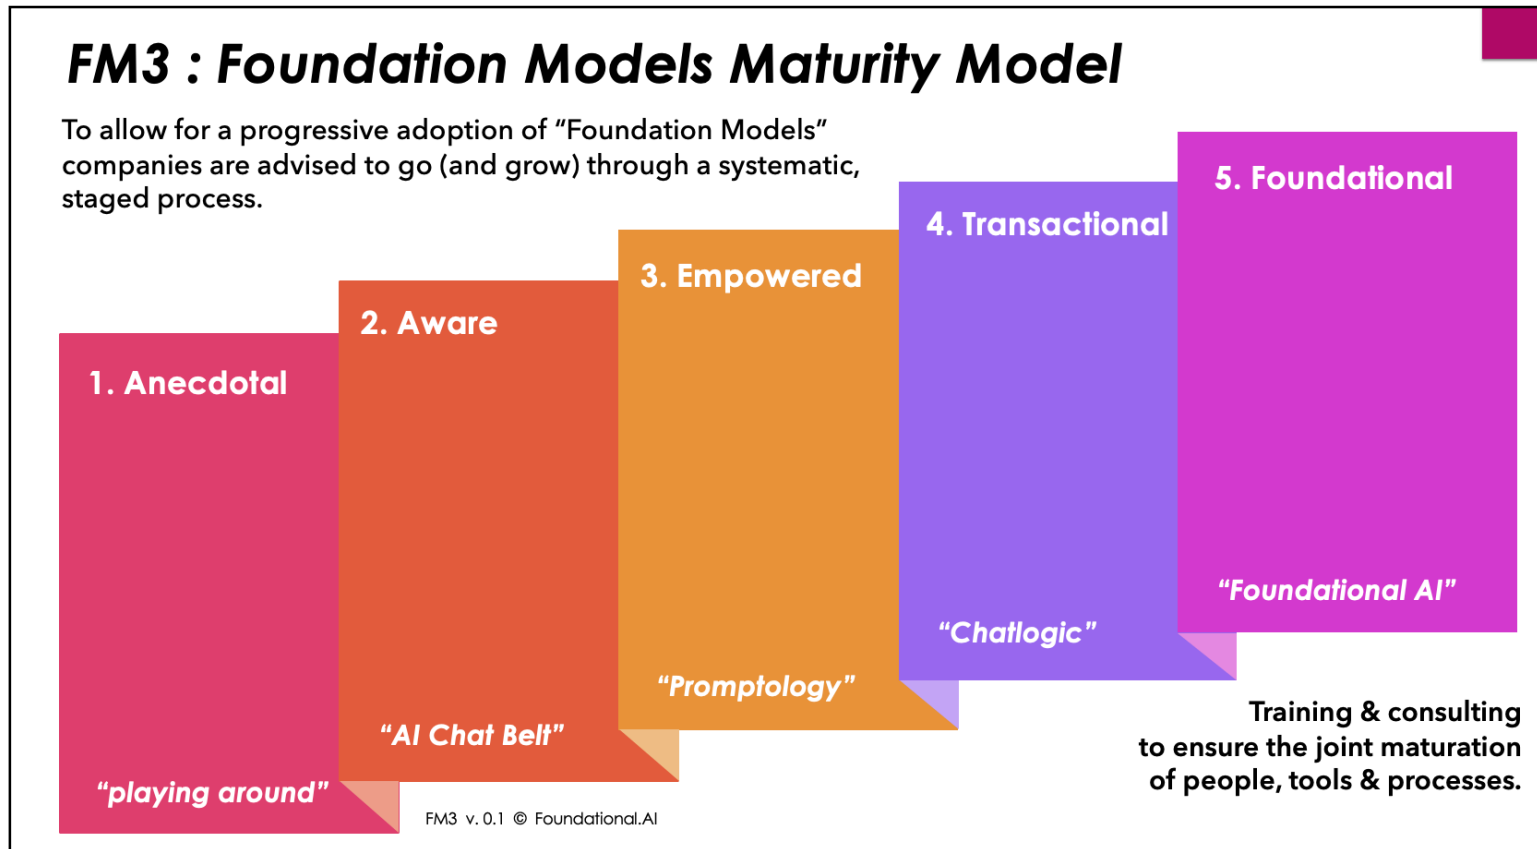 FM3 : Foundation Models Maturity Model
To allow for a progressive adoption of “Foundation Models”
companies are advised to go (and grow) through a systematic,
staged process.
1. Anecdotal
“playing around”
2. Aware
“AI Chat Belt”
3. Empowered
“Promptology”
4. Transactional
“Chatlogic”
5. Foundational
“Foundational AI”
Training & consulting
to ensure the joint maturation
of people, tools & processes.
FM3 v. 0.1 © Foundational.AI